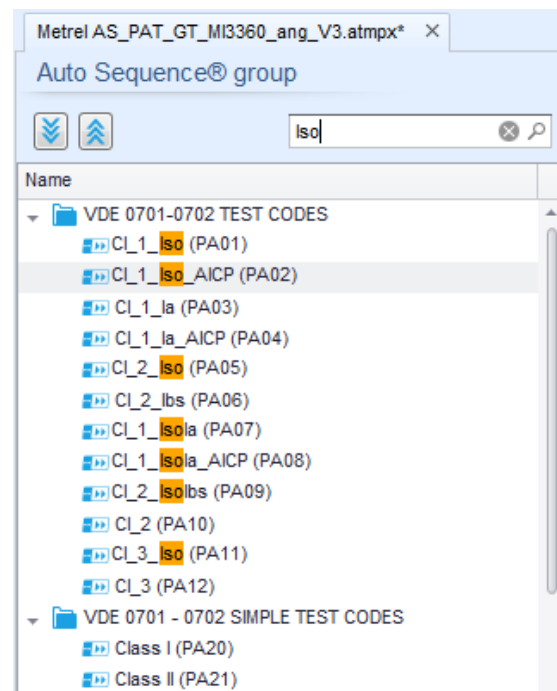 Metrel AS_PAT_GT_MI3360_ang_V3.atmpx*
Auto Sequence® group
Iso
Name
VDE 0701-0702 TEST CODES
Cl_1_Iso (PA01)
Cl_1_Iso_AICP (PA02)
Cl_1_Ia (PA03)
Cl_1_Ia_AICP (PA04)
Cl_2_Iso (PA05)
Cl_2_Ibs (PA06)
Cl_1_IsoIa (PA07)
Cl_1_IsoIa_AICP (PA08)
Cl_2_IsoIbs (PA09)
Cl_2 (PA10)
Cl_3_Iso (PA11)
Cl_3 (PA12)
VDE 0701 - 0702 SIMPLE TEST CODES
Class I (PA20)
Class II (PA21)